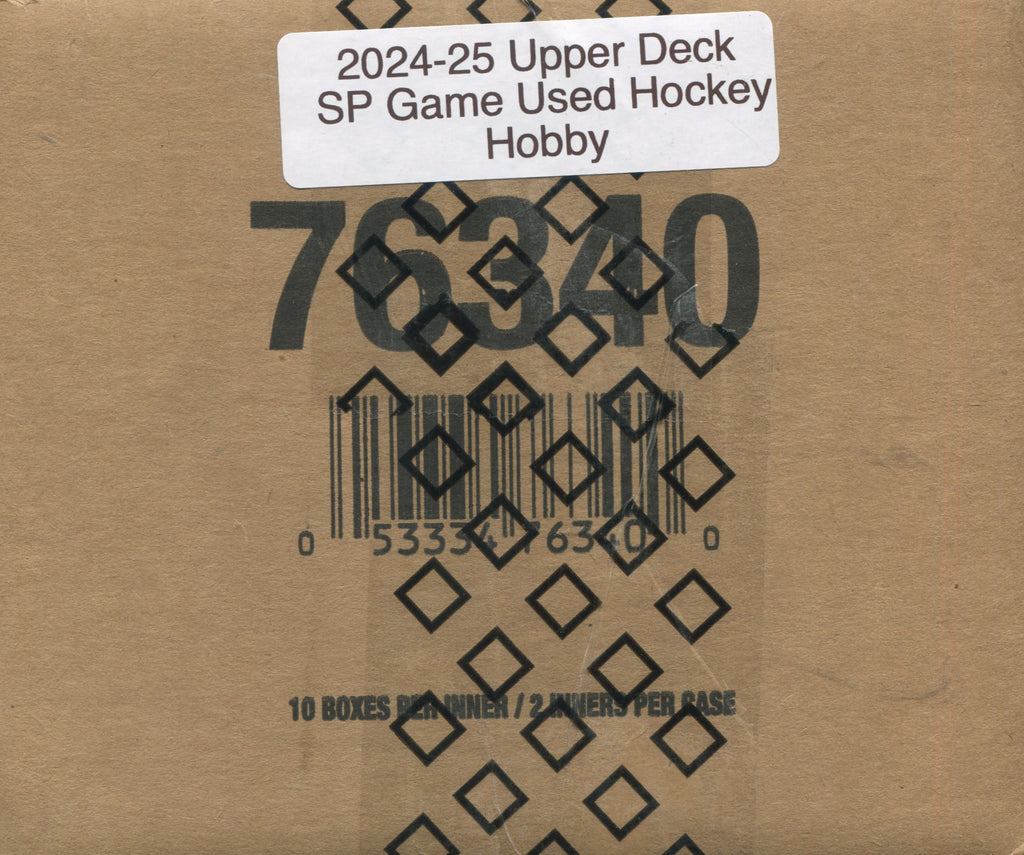 2024-25 Upper Deck
SP Game Used Hockey
Hobby
76340
0 53334 76340 0
10 BOXES PER INNER / 2 INNERS PER CASE